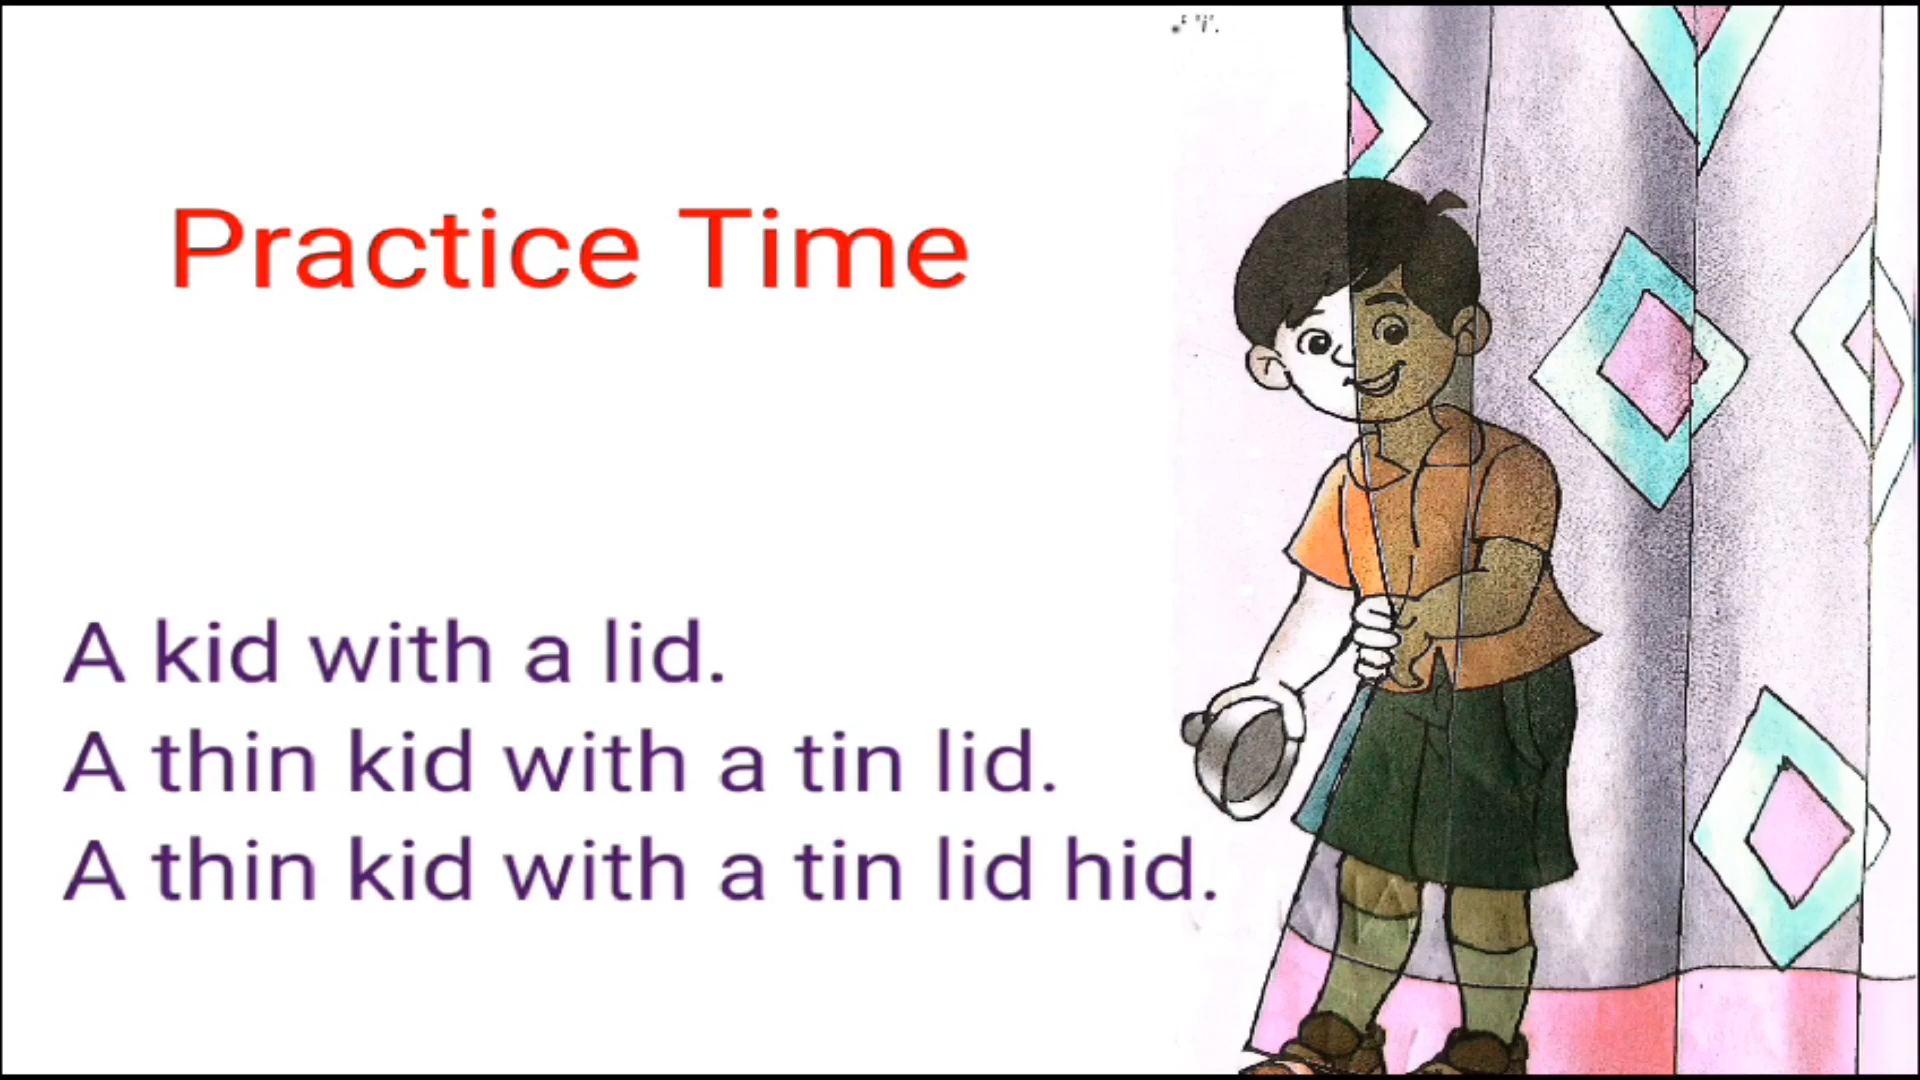 Practice Time
A kid with a lid.
A thin kid with a tin lid.
A thin kid with a tin lid hid.